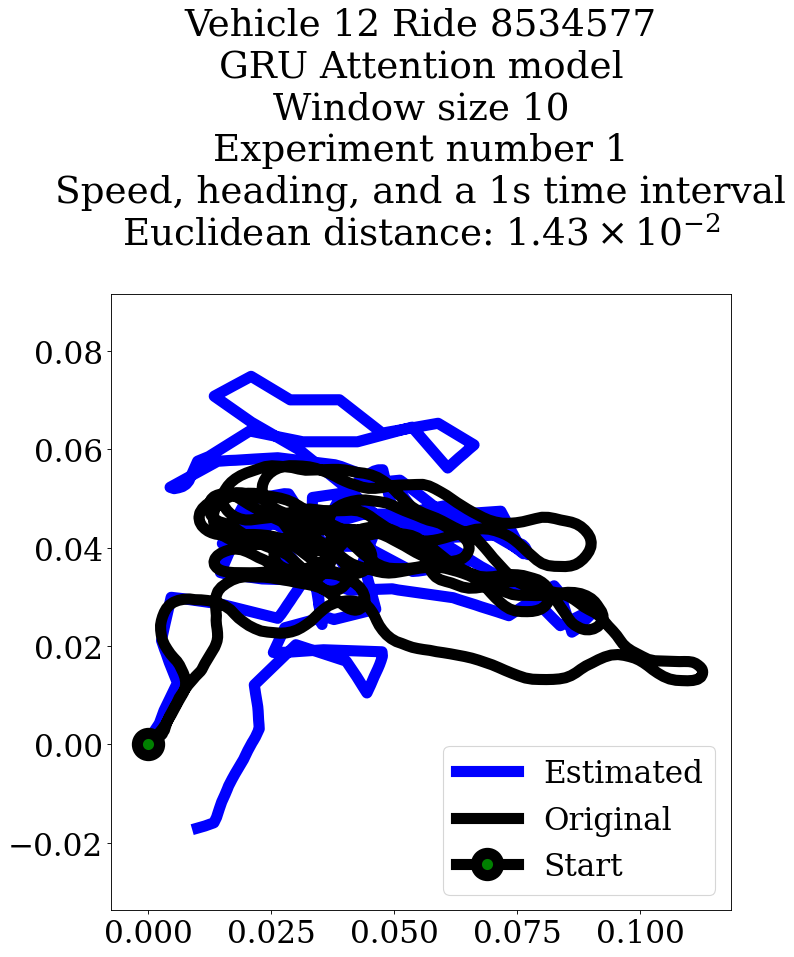 Vehicle 12 Ride 8534577
GRU Attention model
Window size 10
Experiment number 1
Speed, heading, and a 1s time interval
Euclidean distance: 1.43 × 10⁻²
0.08
0.06
0.04
0.02
0.00
−0.02
0.000 0.025 0.050 0.075 0.100
Estimated
Original
Start